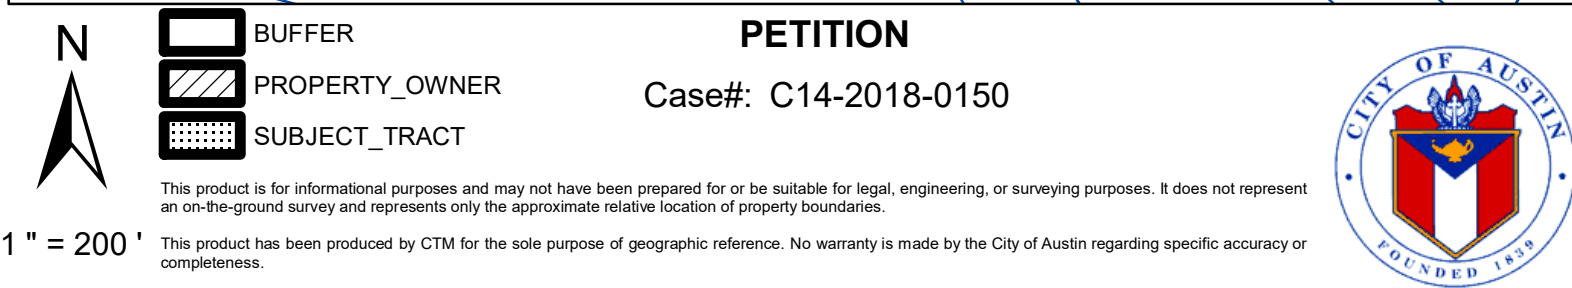 N
BUFFER
PROPERTY_OWNER
SUBJECT_TRACT
PETITION
Case#: C14-2018-0150
This product is for informational purposes and may not have been prepared for or be suitable for legal, engineering, or surveying purposes. It does not represent
an on-the-ground survey and represents only the approximate relative location of property boundaries.
1 " = 200 '
This product has been produced by CTM for the sole purpose of geographic reference. No warranty is made by the City of Austin regarding specific accuracy or
completeness.
CITY OF AUSTIN
FOUNDED 1839